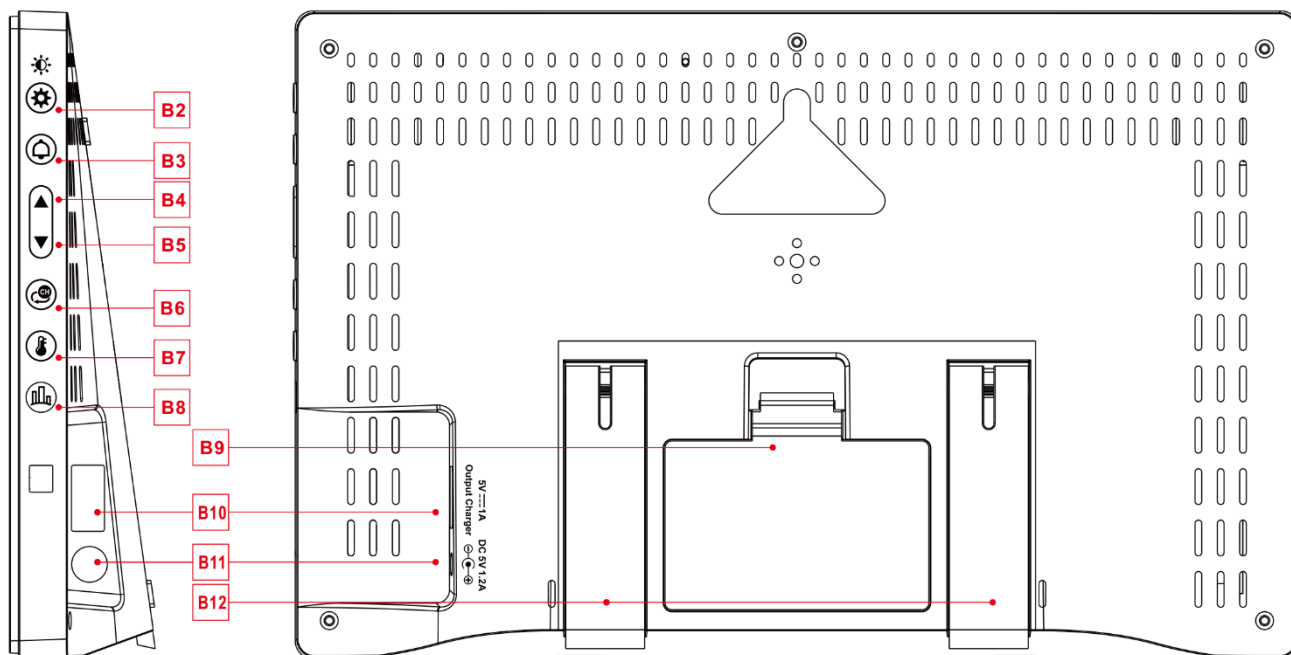 B2
B3
B4
B5
CH
B6
B7
B8
B9
B10
B11
B12
5V⎓1A
Output Charger
DC 5V 1.2A